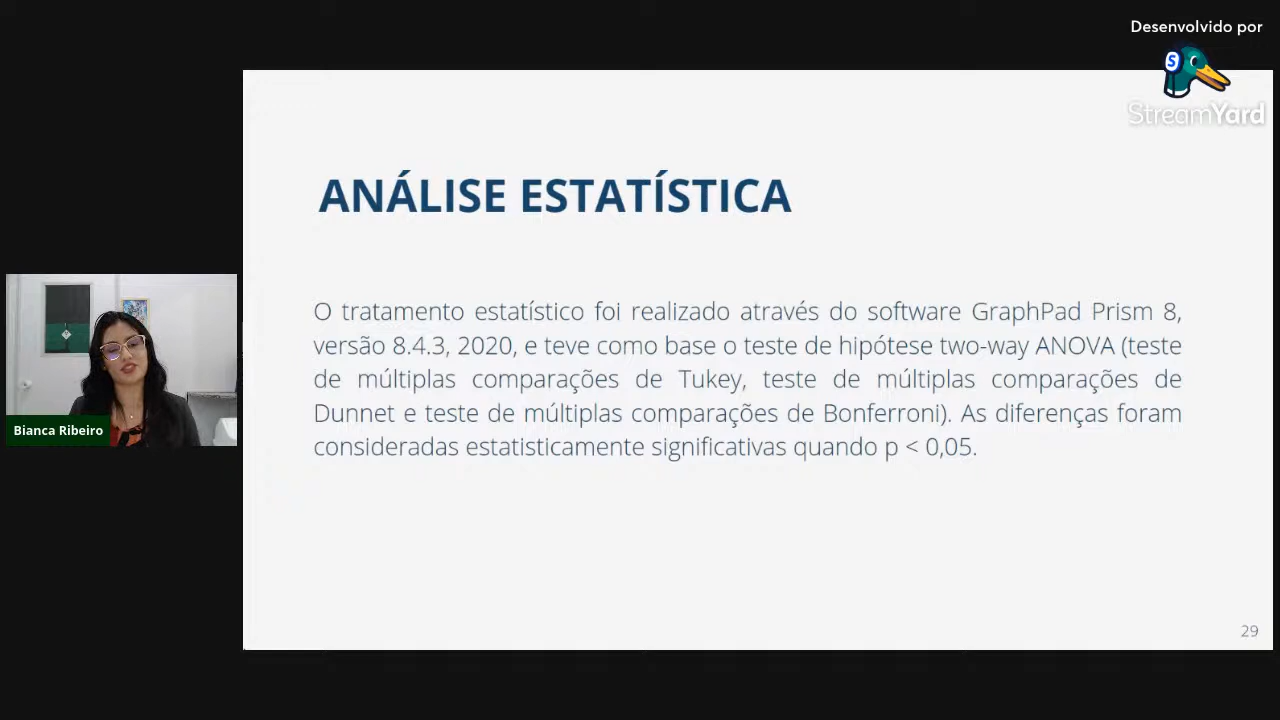 Desenvolvido por
S
StreamYard
ANÁLISE ESTATÍSTICA
O tratamento estatístico foi realizado através do software GraphPad Prism 8,
versão 8.4.3, 2020, e teve como base o teste de hipótese two-way ANOVA (teste
de múltiplas comparações de Tukey, teste de múltiplas comparações de
Dunnet e teste de múltiplas comparações de Bonferroni). As diferenças foram
consideradas estatisticamente significativas quando p < 0,05.
Bianca Ribeiro
29